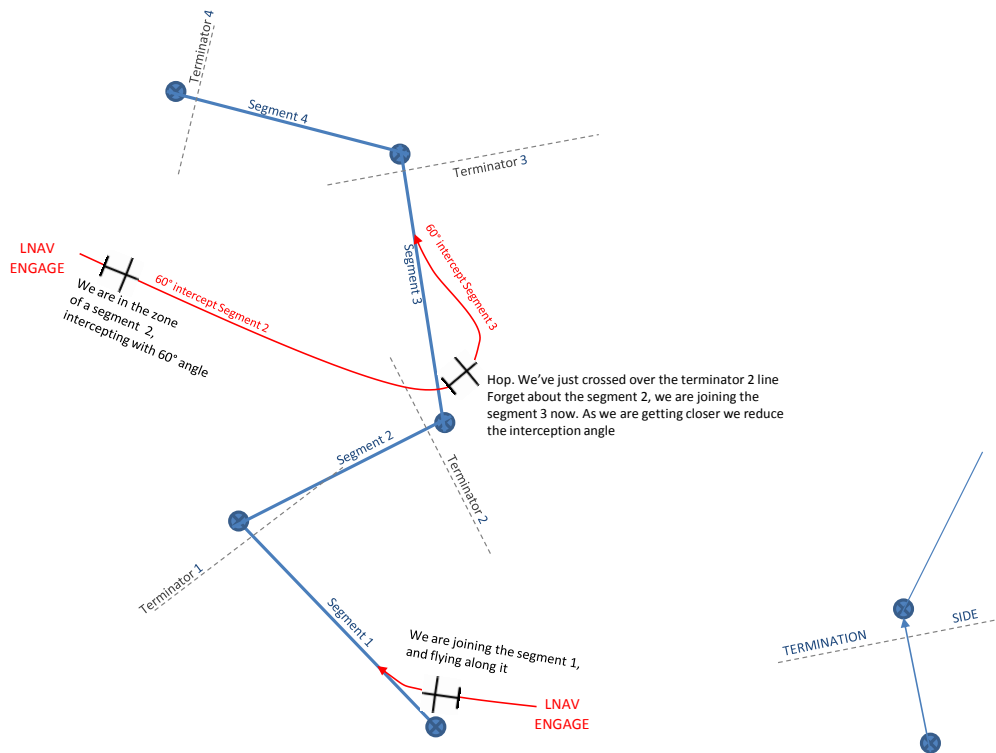 Terminator 4
Segment 4
Terminator 3
LNAV
ENGAGE
60° intercept Segment 2
We are in the zone
of a segment  2,
intercepting with 60° angle
Segment 3
60° intercept Segment 3
Hop. We’ve just crossed over the terminator 2 line
Forget about the segment 2, we are joining the
segment 3 now. As we are getting closer we reduce
the interception angle
Segment 2
Terminator 2
Terminator 1
Segment 1
We are joining the segment 1,
and flying along it
LNAV
ENGAGE
TERMINATION
SIDE